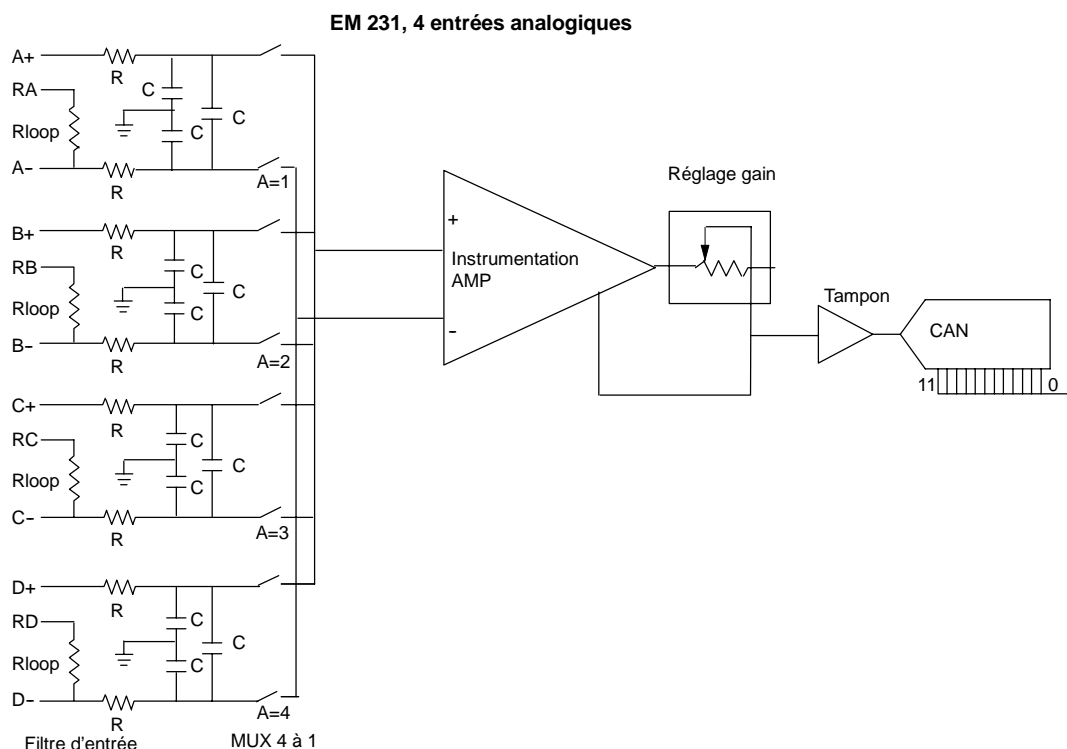 EM 231, 4 entrées analogiques
A+
R
C
RA
C
Rloop
C
A−
R
A=1
B+
R
RB
C
C
Rloop
C
B−
R
A=2
C+
R
RC
C
C
Rloop
C
C−
R
A=3
D+
R
RD
C
C
Rloop
C
D−
R
A=4
Filtre d'entrée
MUX 4 à 1
+
Instrumentation
AMP
−
Réglage gain
Tampon
CAN
11
0